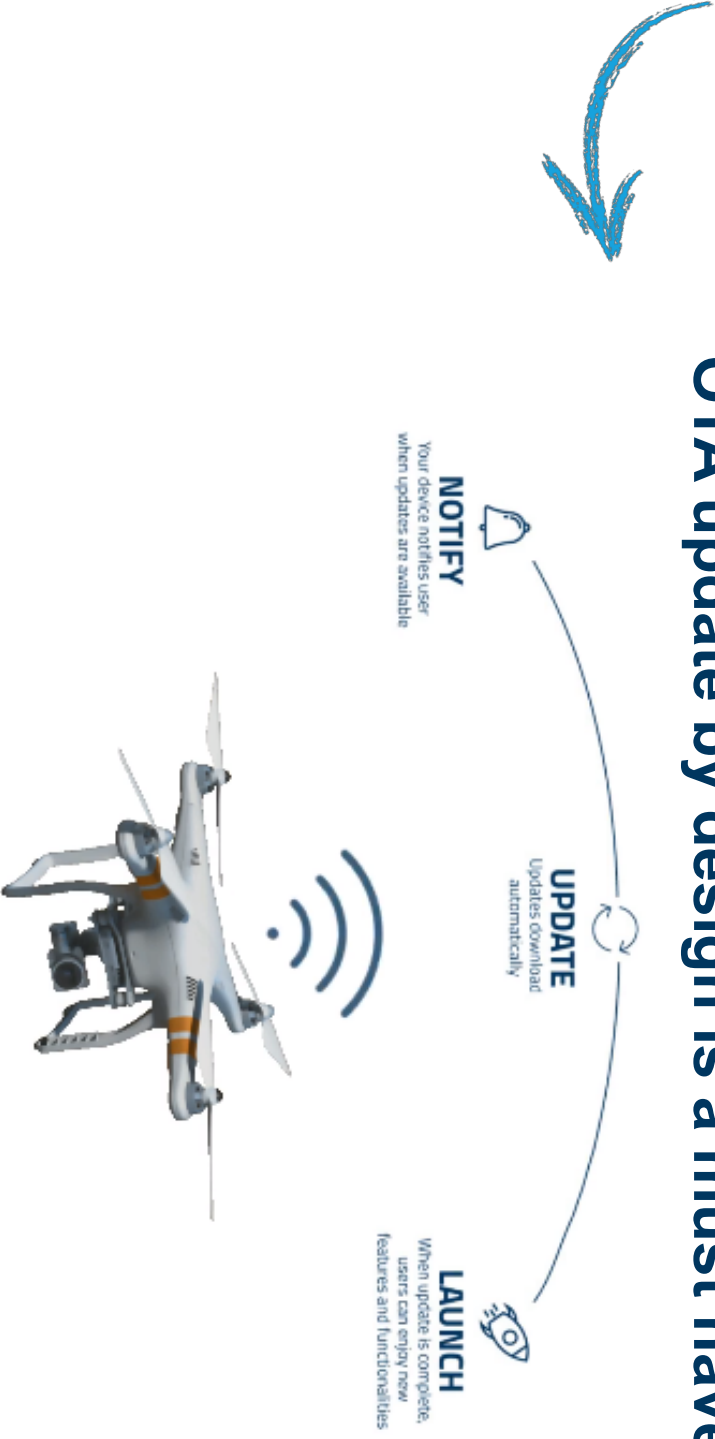 OTA update by design is a must have
NOTIFY
Your device notifies user
when updates are available
UPDATE
Updates download
automatically
LAUNCH
When update is complete,
users can enjoy new
features and functionalities